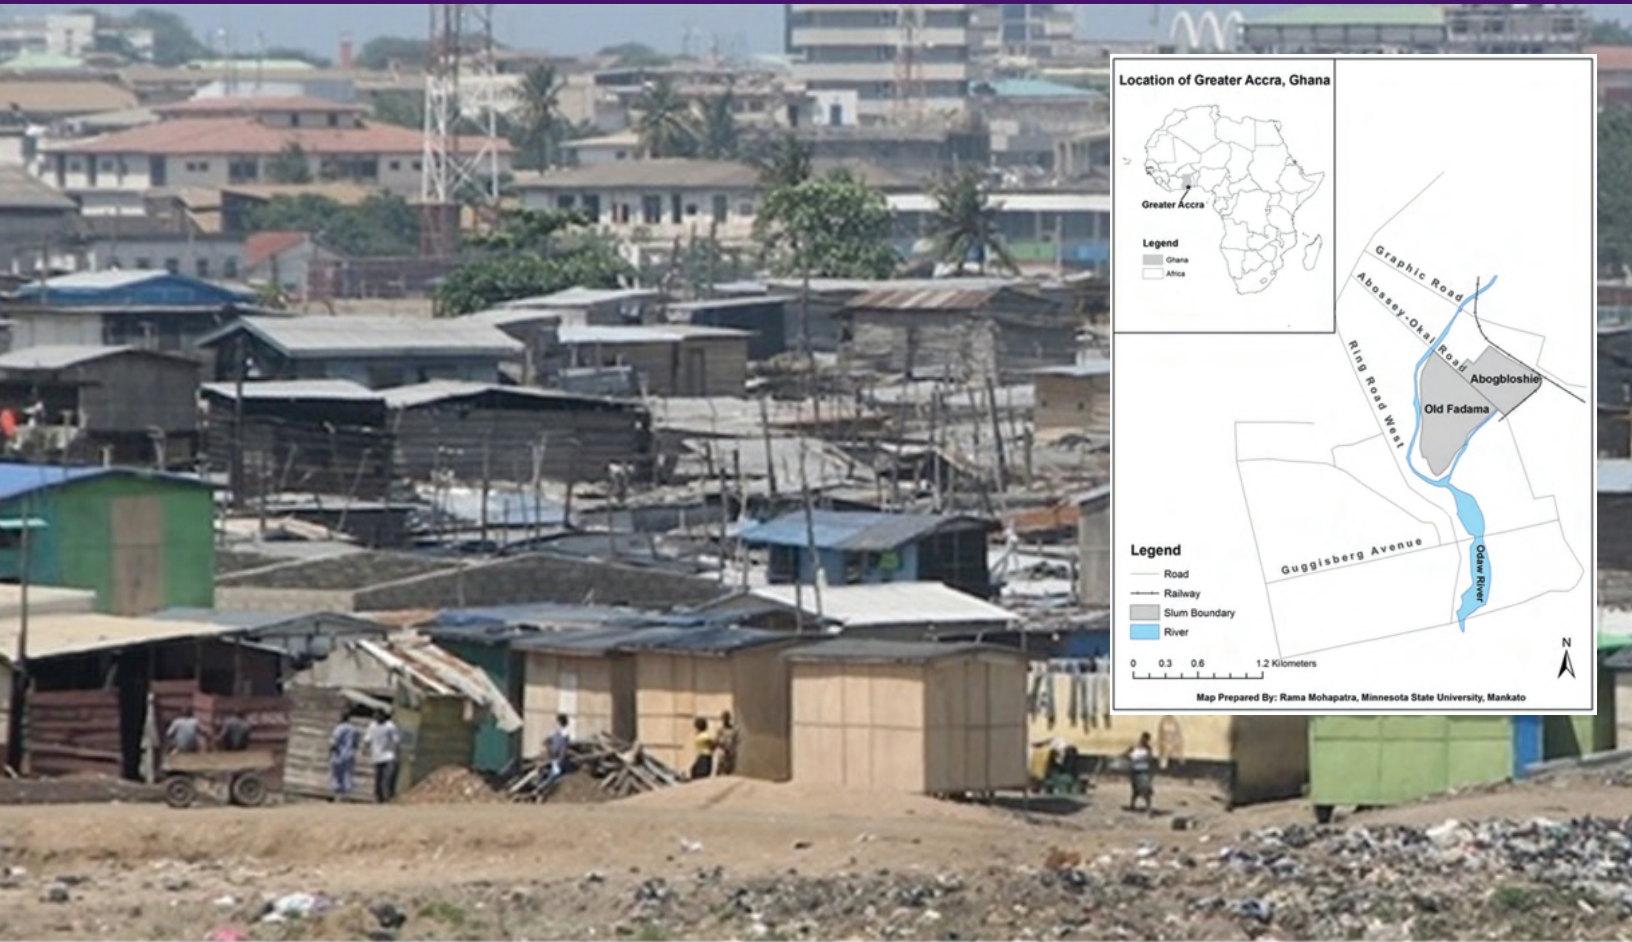 Location of Greater Accra, Ghana
Greater Accra
Legend
Ghana
Africa
Graphic Road
Abossey-Okai Road
Ring Road West
Abogbloshie
Old Fadama
Guggisberg Avenue
Odaw River
Legend
Road
Railway
Slum Boundary
River
N
0 0.3 0.6 1.2 Kilometers
Map Prepared By: Rama Mohapatra, Minnesota State University, Mankato